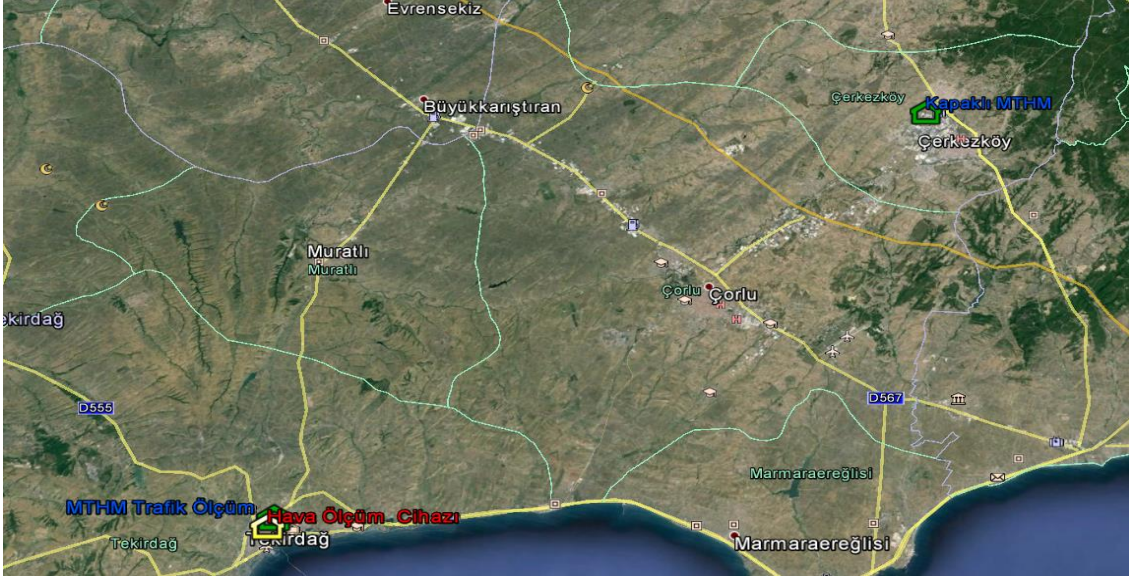 Evrensekiz
Büyükkarıştıran
Çerkezköy
Kapaklı MTHM
Çerkezköy
Muratlı
Muratlı
Çorlu
Çorlu
ekirdağ
D555
D567
Marmaraereğlisi
MTHM Trafik Ölçüm
Hava Ölçüm Cihazı
Tekirdağ
Tekirdağ
Marmaraereğlisi